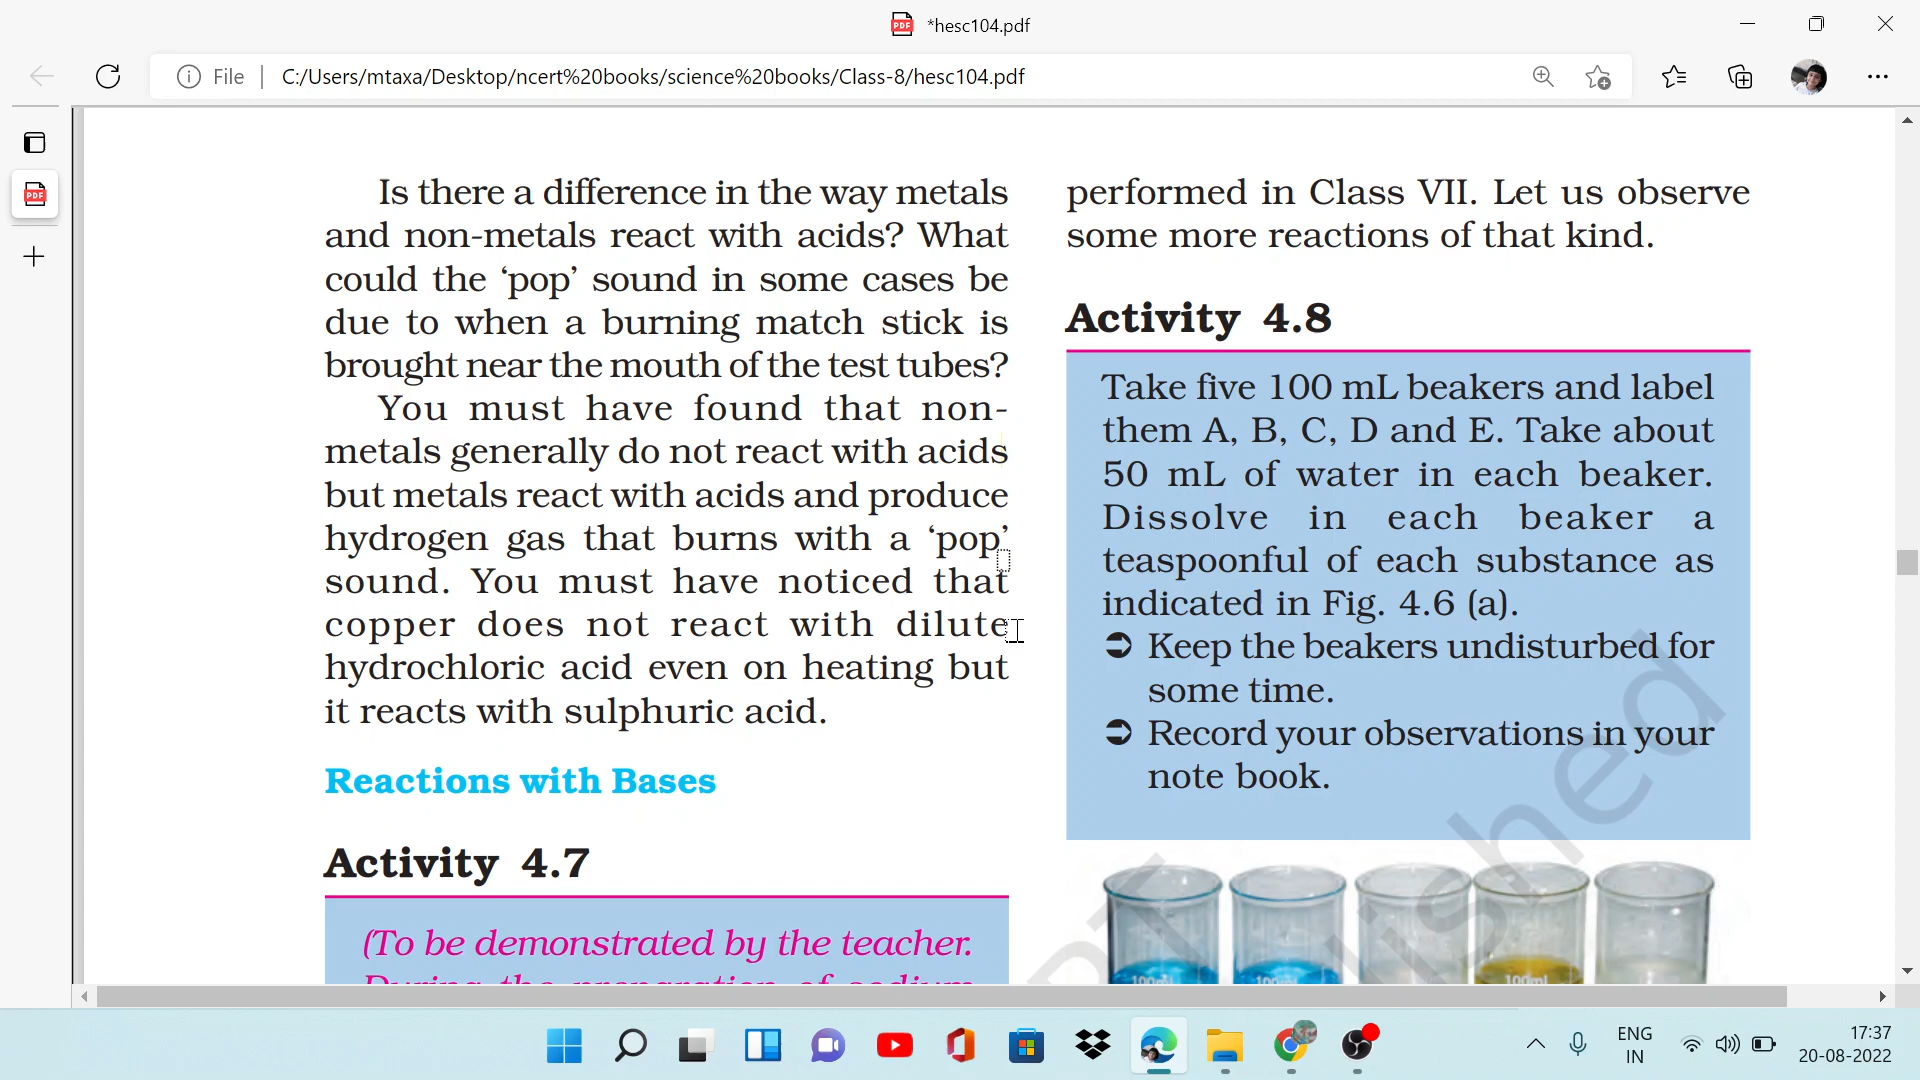 *hesc104.pdf
File
C:/Users/mtaxa/Desktop/ncert%20books/science%20books/Class-8/hesc104.pdf
Is there a difference in the way metals
and non-metals react with acids? What
could the ‘pop’ sound in some cases be
due to when a burning match stick is
brought near the mouth of the test tubes?
You must have found that non-
metals generally do not react with acids
but metals react with acids and produce
hydrogen gas that burns with a ‘pop’
sound. You must have noticed that
copper does not react with dilute
hydrochloric acid even on heating but
it reacts with sulphuric acid.
Reactions with Bases
Activity 4.7
(To be demonstrated by the teacher.
During the preparation of sodium
performed in Class VII. Let us observe
some more reactions of that kind.
Activity 4.8
Take five 100 mL beakers and label
them A, B, C, D and E. Take about
50 mL of water in each beaker.
Dissolve in each beaker a
teaspoonful of each substance as
indicated in Fig. 4.6 (a).
➲ Keep the beakers undisturbed for
some time.
➲ Record your observations in your
note book.
100ml
100ml
100ml
ENG
IN
17:37
20-08-2022